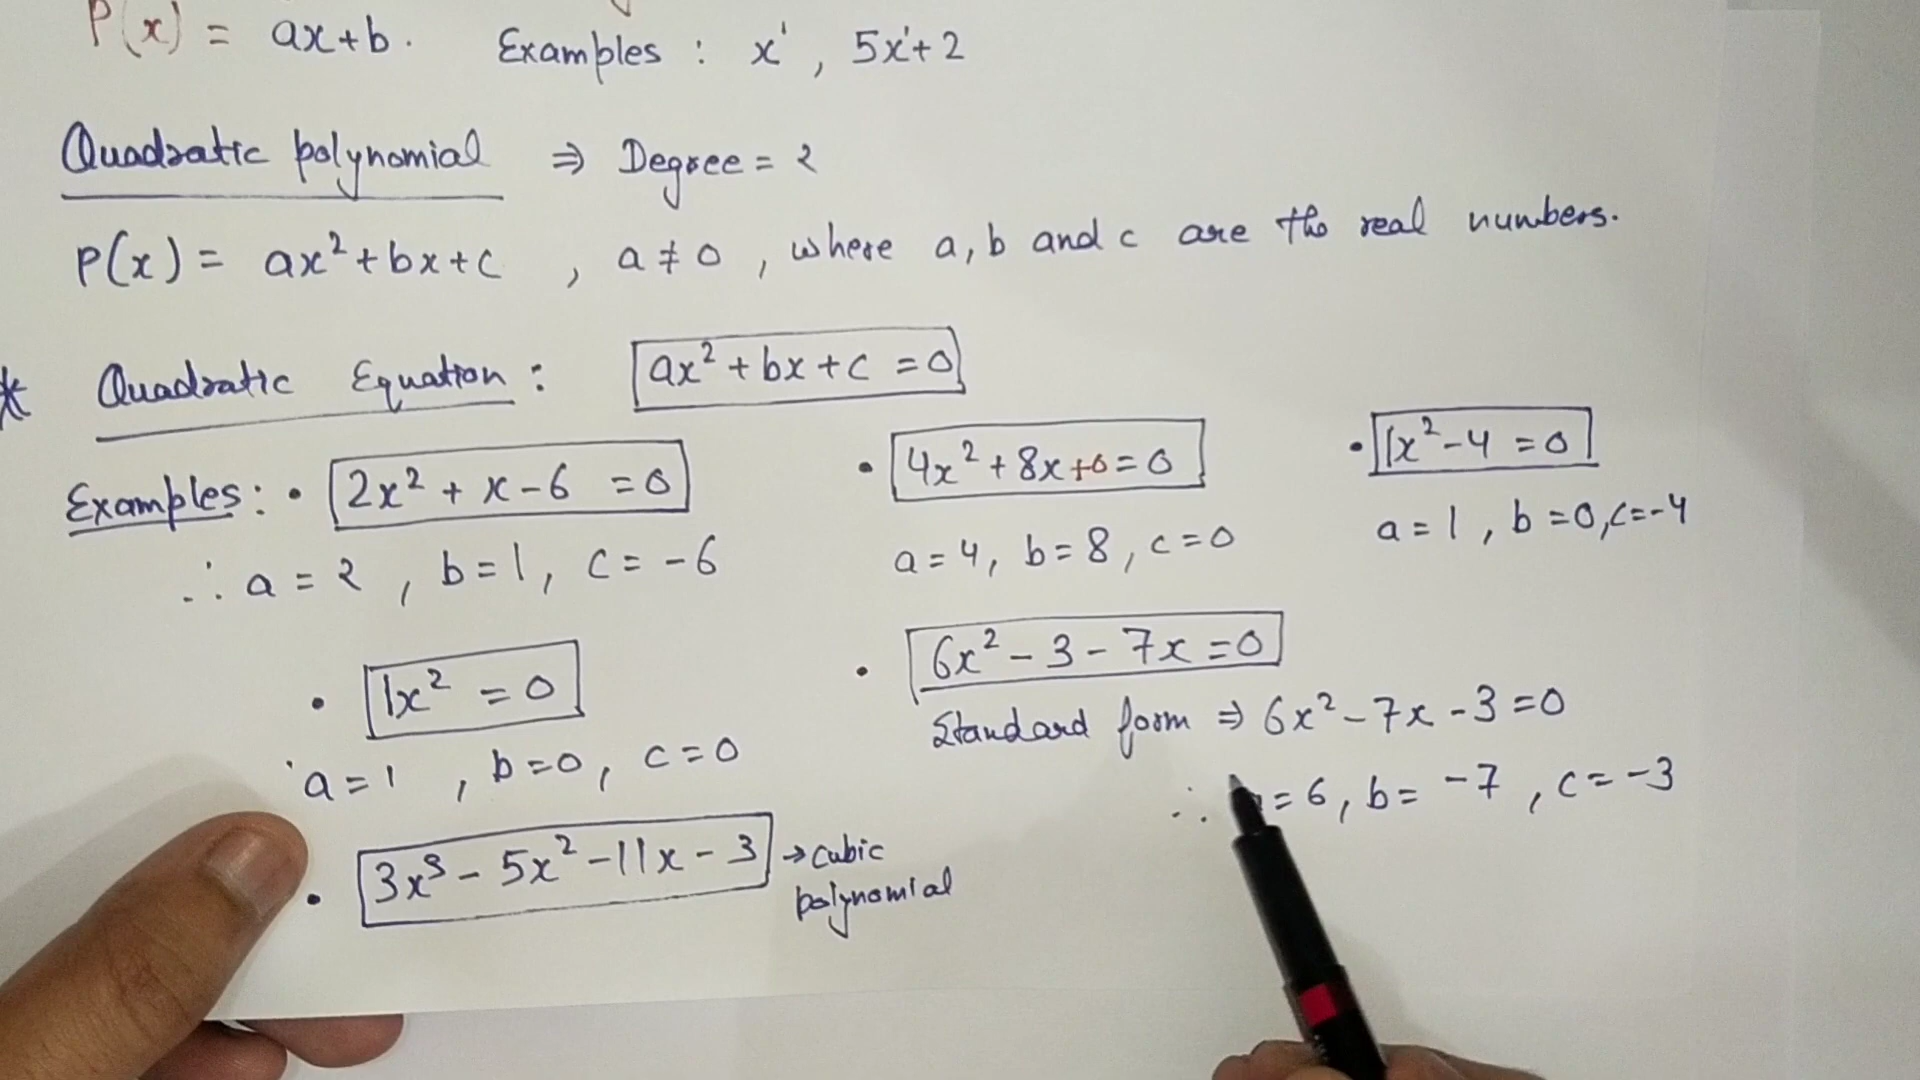 P(x) = ax+b. Examples : x¹, 5x¹+2
Quadratic polynomial ⇒ Degree = 2
P(x) = ax²+bx+c , a ≠ 0 , where a, b and c are the real numbers.
* Quadratic Equation : ax² + bx + c = 0
Examples : • 2x² + x - 6 = 0 • 4x² + 8x + 0 = 0 • 1x² - 4 = 0
∴ a = 2 , b = 1 , c = -6 a = 4, b = 8 , c = 0 a = 1 , b = 0, c = -4
• 1x² = 0 • 6x² - 3 - 7x = 0
a = 1 , b = 0 , c = 0 Standard form ⇒ 6x² - 7x - 3 = 0
∴ = 6 , b = -7 , c = -3
• 3x³ - 5x² - 11x - 3 → cubic
polynomial